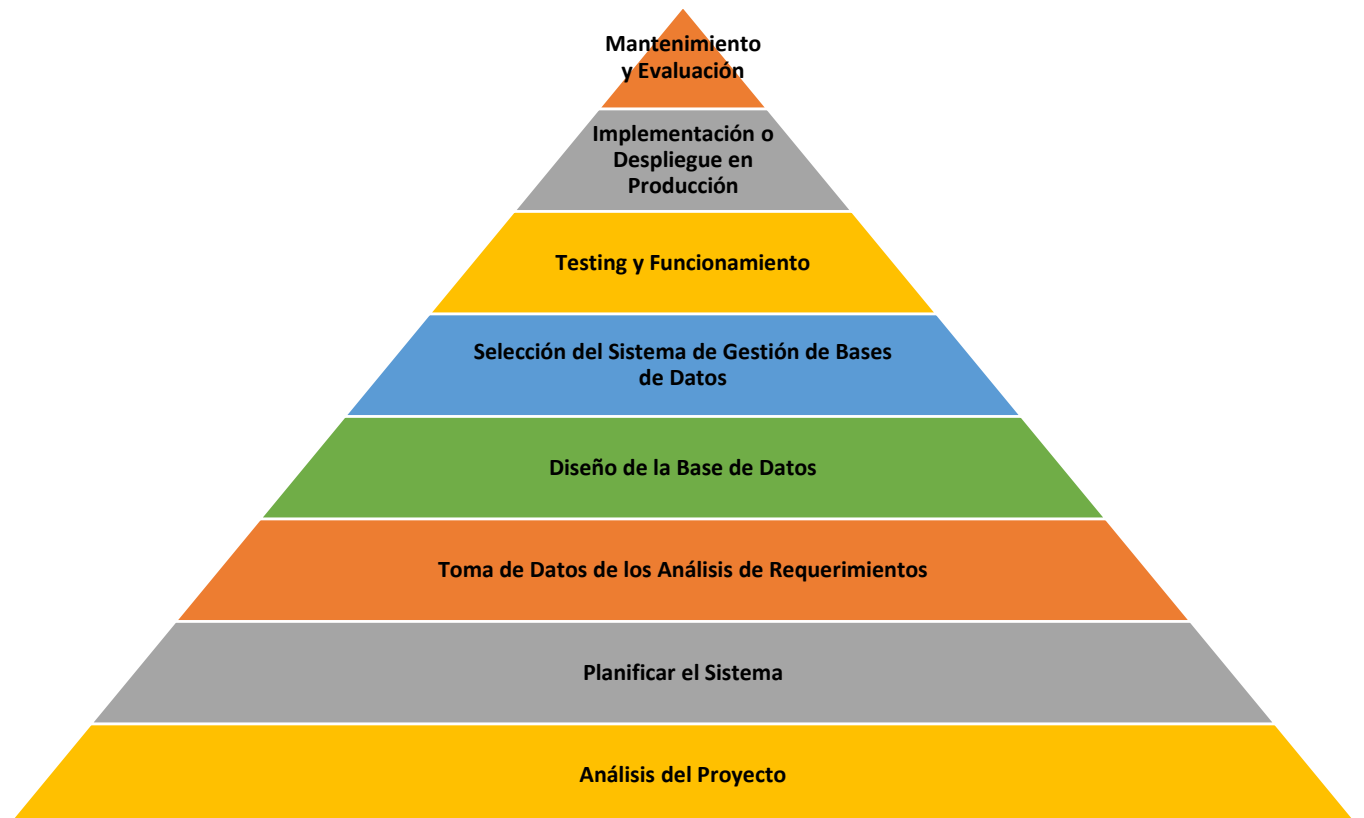 Mantenimiento
y Evaluación
Implementación o
Despliegue en
Producción
Testing y Funcionamiento
Selección del Sistema de Gestión de Bases
de Datos
Diseño de la Base de Datos
Toma de Datos de los Análisis de Requerimientos
Planificar el Sistema
Análisis del Proyecto